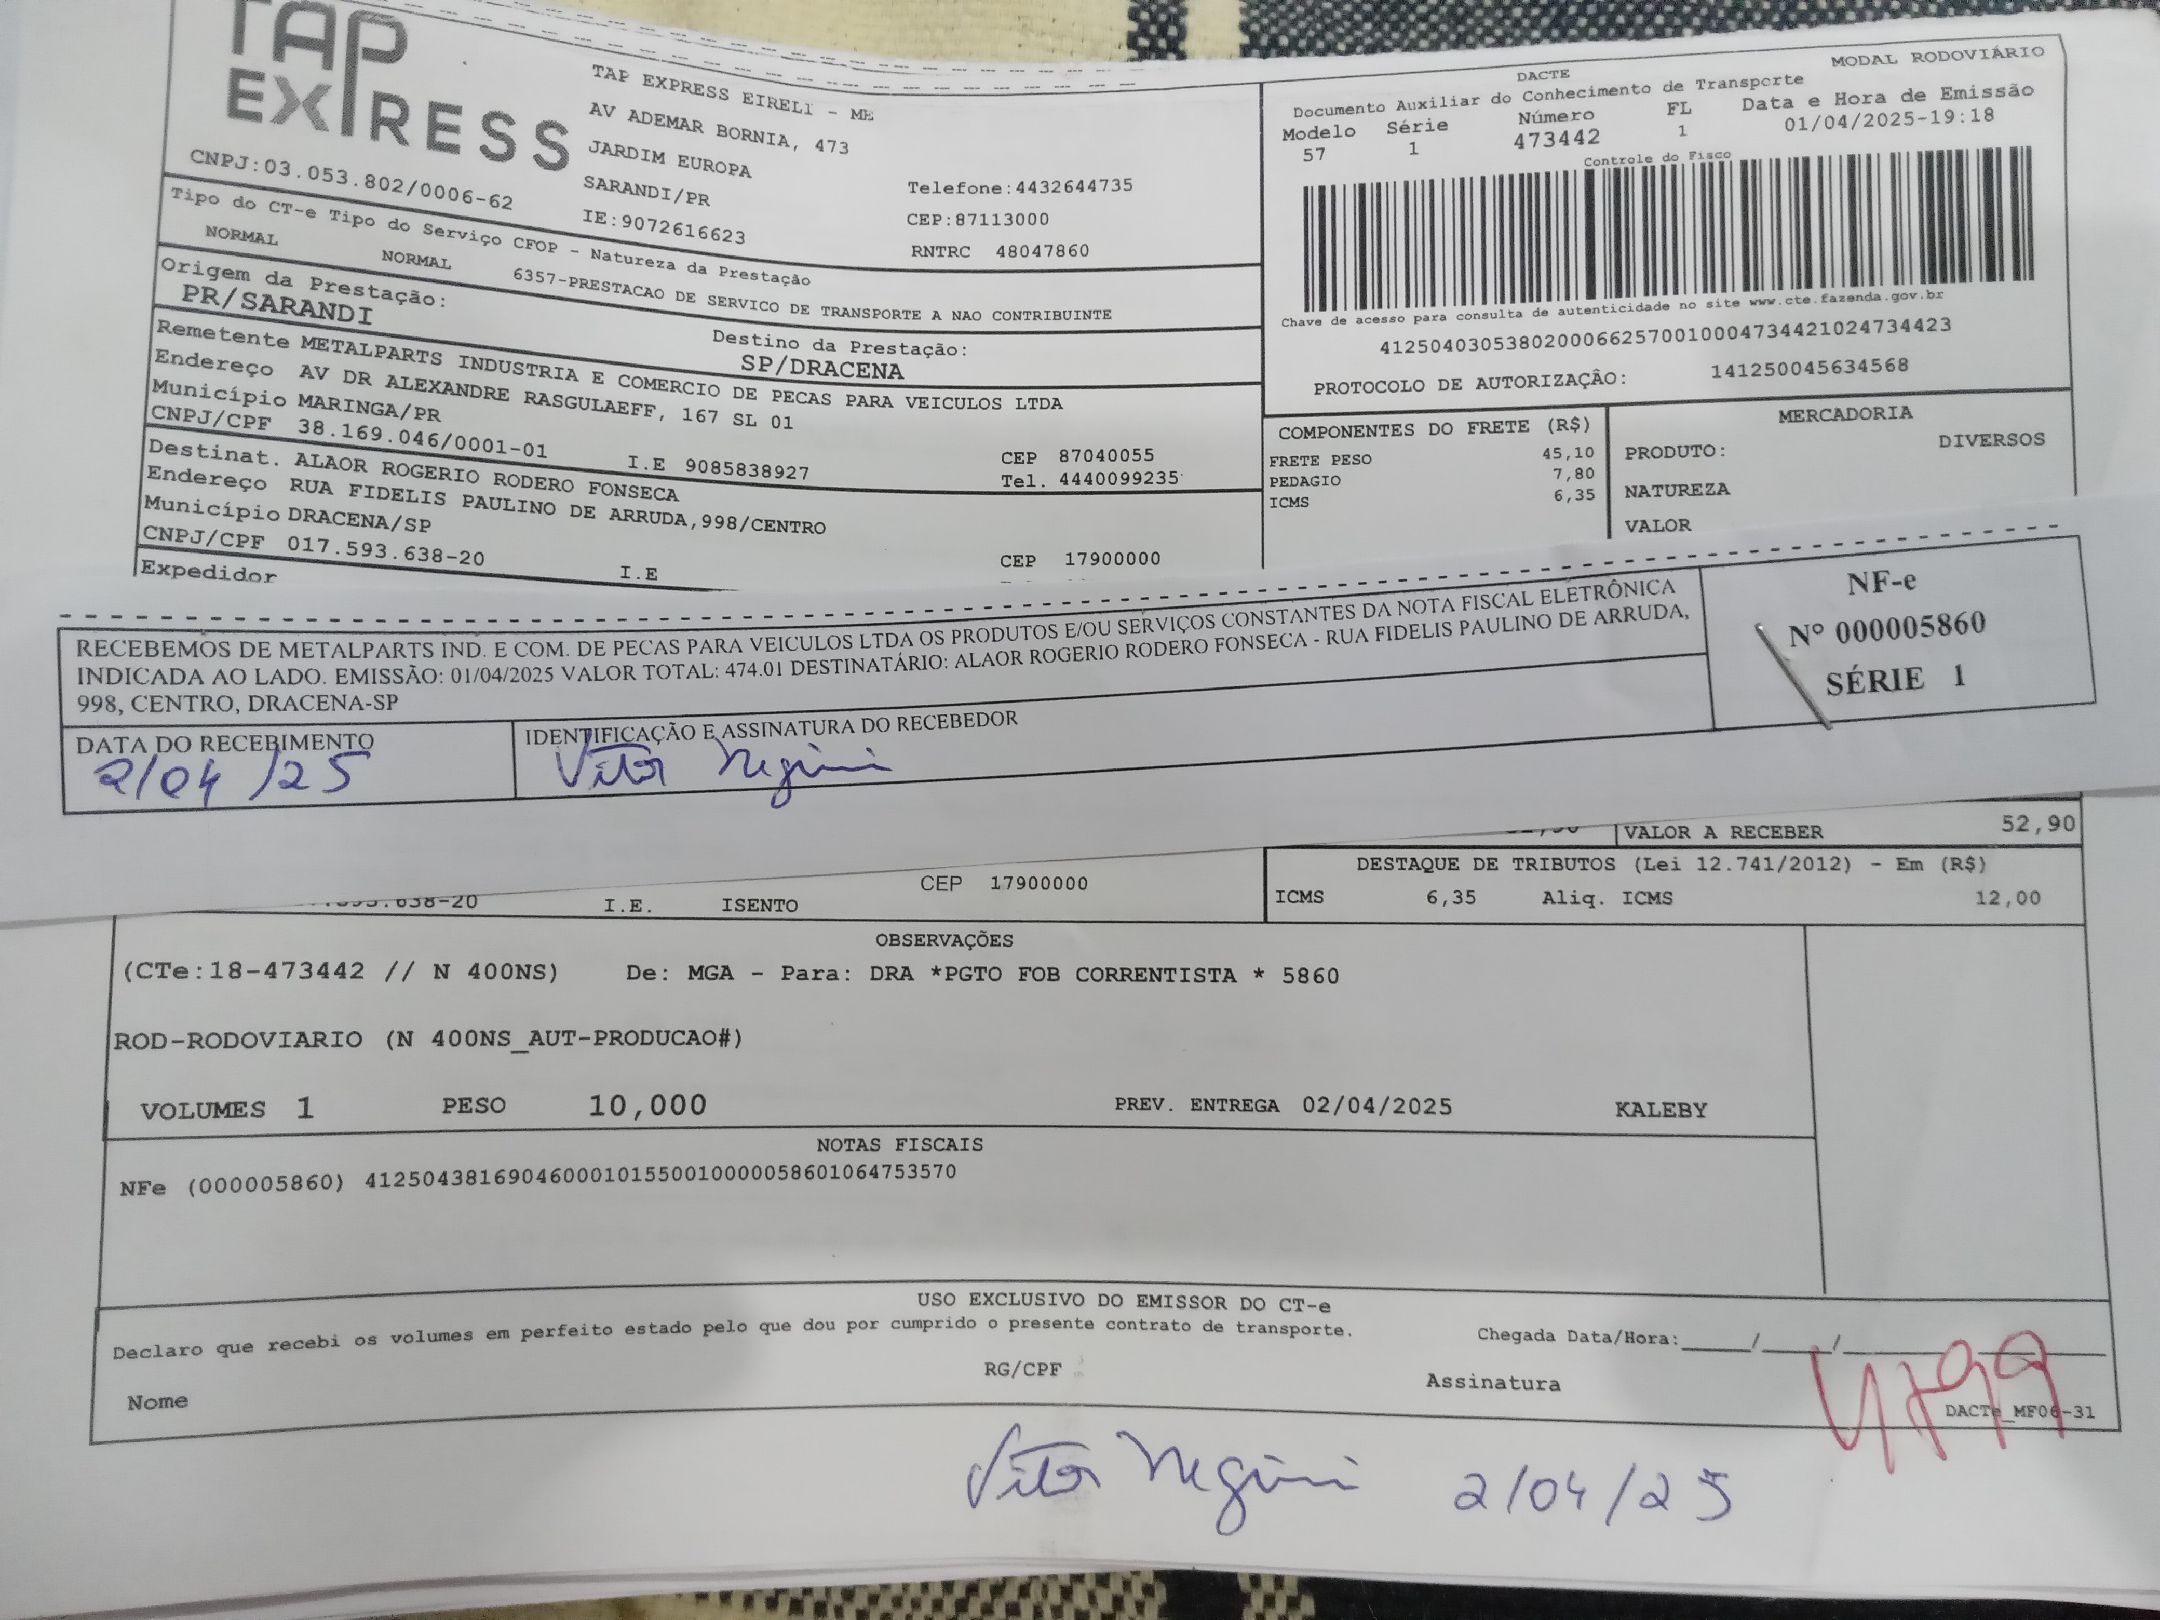 TAP
EXPRESS
CNPJ:03.053.802/0006-62
TAP EXPRESS EIRELI - ME
AV ADEMAR BORNIA, 473
JARDIM EUROPA
SARANDI/PR
IE:9072616623
Telefone:4432644735
CEP:87113000
RNTRC 48047860
MODAL RODOVIÁRIO
DACTE
Documento Auxiliar do Conhecimento de Transporte
Modelo Série Número FL Data e Hora de Emissão
57 1 473442 1 01/04/2025-19:18
Controle do Fisco
Chave de acesso para consulta de autenticidade no site www.cte.fazenda.gov.br
41250403053802000662570010004734421024734423
PROTOCOLO DE AUTORIZAÇÃO: 141250045634568
Tipo do CT-e Tipo do Serviço CFOP - Natureza da Prestação
NORMAL NORMAL 6357-PRESTACAO DE SERVICO DE TRANSPORTE A NAO CONTRIBUINTE
Origem da Prestação: Destino da Prestação:
PR/SARANDI SP/DRACENA
Remetente METALPARTS INDUSTRIA E COMERCIO DE PECAS PARA VEICULOS LTDA
Endereço AV DR ALEXANDRE RASGULAEFF, 167 SL 01
Município MARINGA/PR CEP 87040055
CNPJ/CPF 38.169.046/0001-01 I.E 9085838927 Tel. 4440099235
Destinat. ALAOR ROGERIO RODERO FONSECA
Endereço RUA FIDELIS PAULINO DE ARRUDA,998/CENTRO
Município DRACENA/SP CEP 17900000
CNPJ/CPF 017.593.638-20 I.E
Expedidor
COMPONENTES DO FRETE (R$)
FRETE PESO 45,10
PEDAGIO 7,80
ICMS 6,35
MERCADORIA
PRODUTO: DIVERSOS
NATUREZA
VALOR
RECEBEMOS DE METALPARTS IND. E COM. DE PECAS PARA VEICULOS LTDA OS PRODUTOS E/OU SERVIÇOS CONSTANTES DA NOTA FISCAL ELETRÔNICA
INDICADA AO LADO. EMISSÃO: 01/04/2025 VALOR TOTAL: 474.01 DESTINATÁRIO: ALAOR ROGERIO RODERO FONSECA - RUA FIDELIS PAULINO DE ARRUDA,
998, CENTRO, DRACENA-SP
NF-e
Nº 000005860
SÉRIE 1
DATA DO RECEBIMENTO
2/04/25
IDENTIFICAÇÃO E ASSINATURA DO RECEBEDOR
Vitor
VALOR A RECEBER 52,90
DESTAQUE DE TRIBUTOS (Lei 12.741/2012) - Em (R$)
ICMS 6,35 Aliq. ICMS 12,00
CEP 17900000
.638-20 I.E. ISENTO
OBSERVAÇÕES
(CTe:18-473442 // N 400NS) De: MGA - Para: DRA *PGTO FOB CORRENTISTA * 5860
ROD-RODOVIARIO (N 400NS_AUT-PRODUCAO#)
VOLUMES 1 PESO 10,000 PREV. ENTREGA 02/04/2025 KALEBY
NOTAS FISCAIS
NFe (000005860) 41250438169046000101550010000058601064753570
USO EXCLUSIVO DO EMISSOR DO CT-e
Declaro que recebi os volumes em perfeito estado pelo que dou por cumprido o presente contrato de transporte.
Chegada Data/Hora:____/____/____
Nome RG/CPF Assinatura
DACTe_MF06-31
Vitor 2/04/25